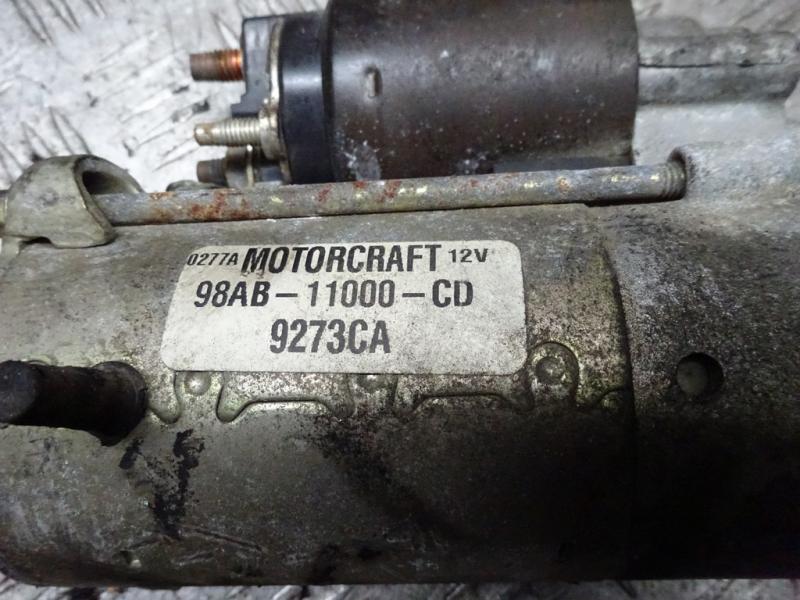 0277A MOTORCRAFT 12V
98AB-11000-CD
9273CA